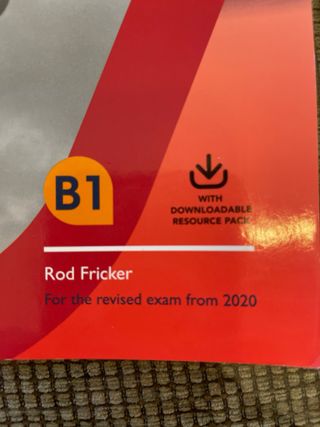 B1
WITH
DOWNLOADABLE
RESOURCE PACK
Rod Fricker
For the revised exam from 2020